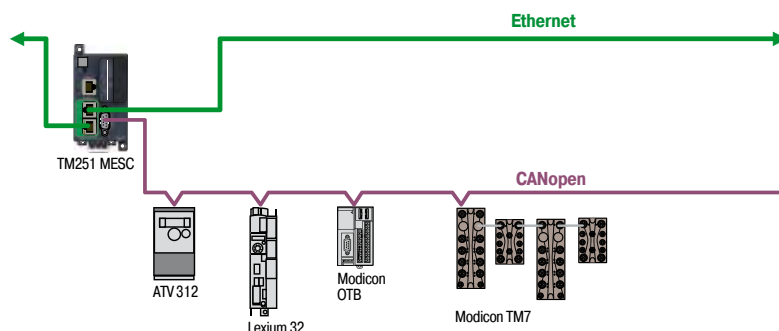 Ethernet
TM251 MESC
CANopen
ATV 312
Lexium 32
Modicon
OTB
Modicon TM7